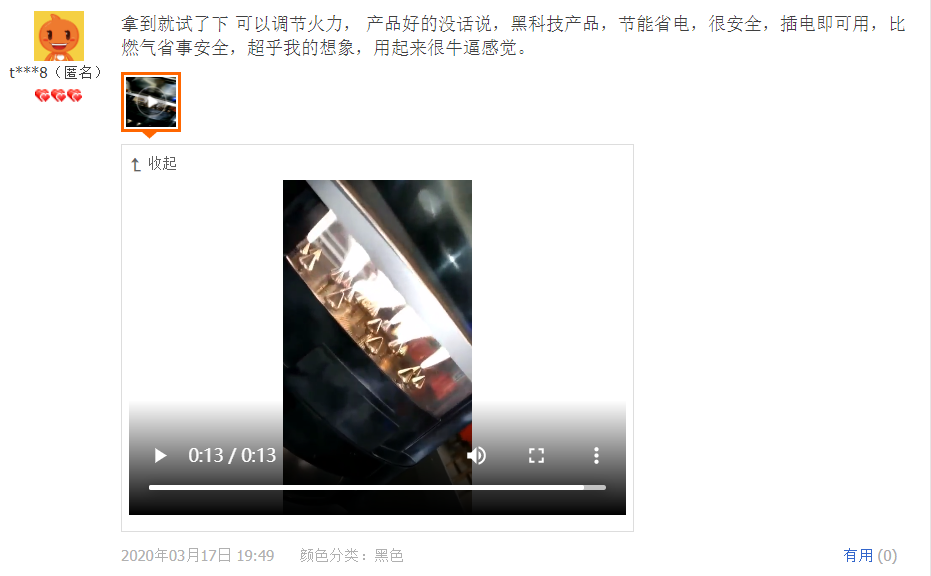 拿到就试了下 可以调节火力， 产品好的没话说，黑科技产品，节能省电，很安全，插电即可用，比
燃气省事安全，超乎我的想象，用起来很牛逼感觉。
t***8（匿名）
收起
0:13 / 0:13
2020年03月17日 19:49 颜色分类：黑色
有用 (0)